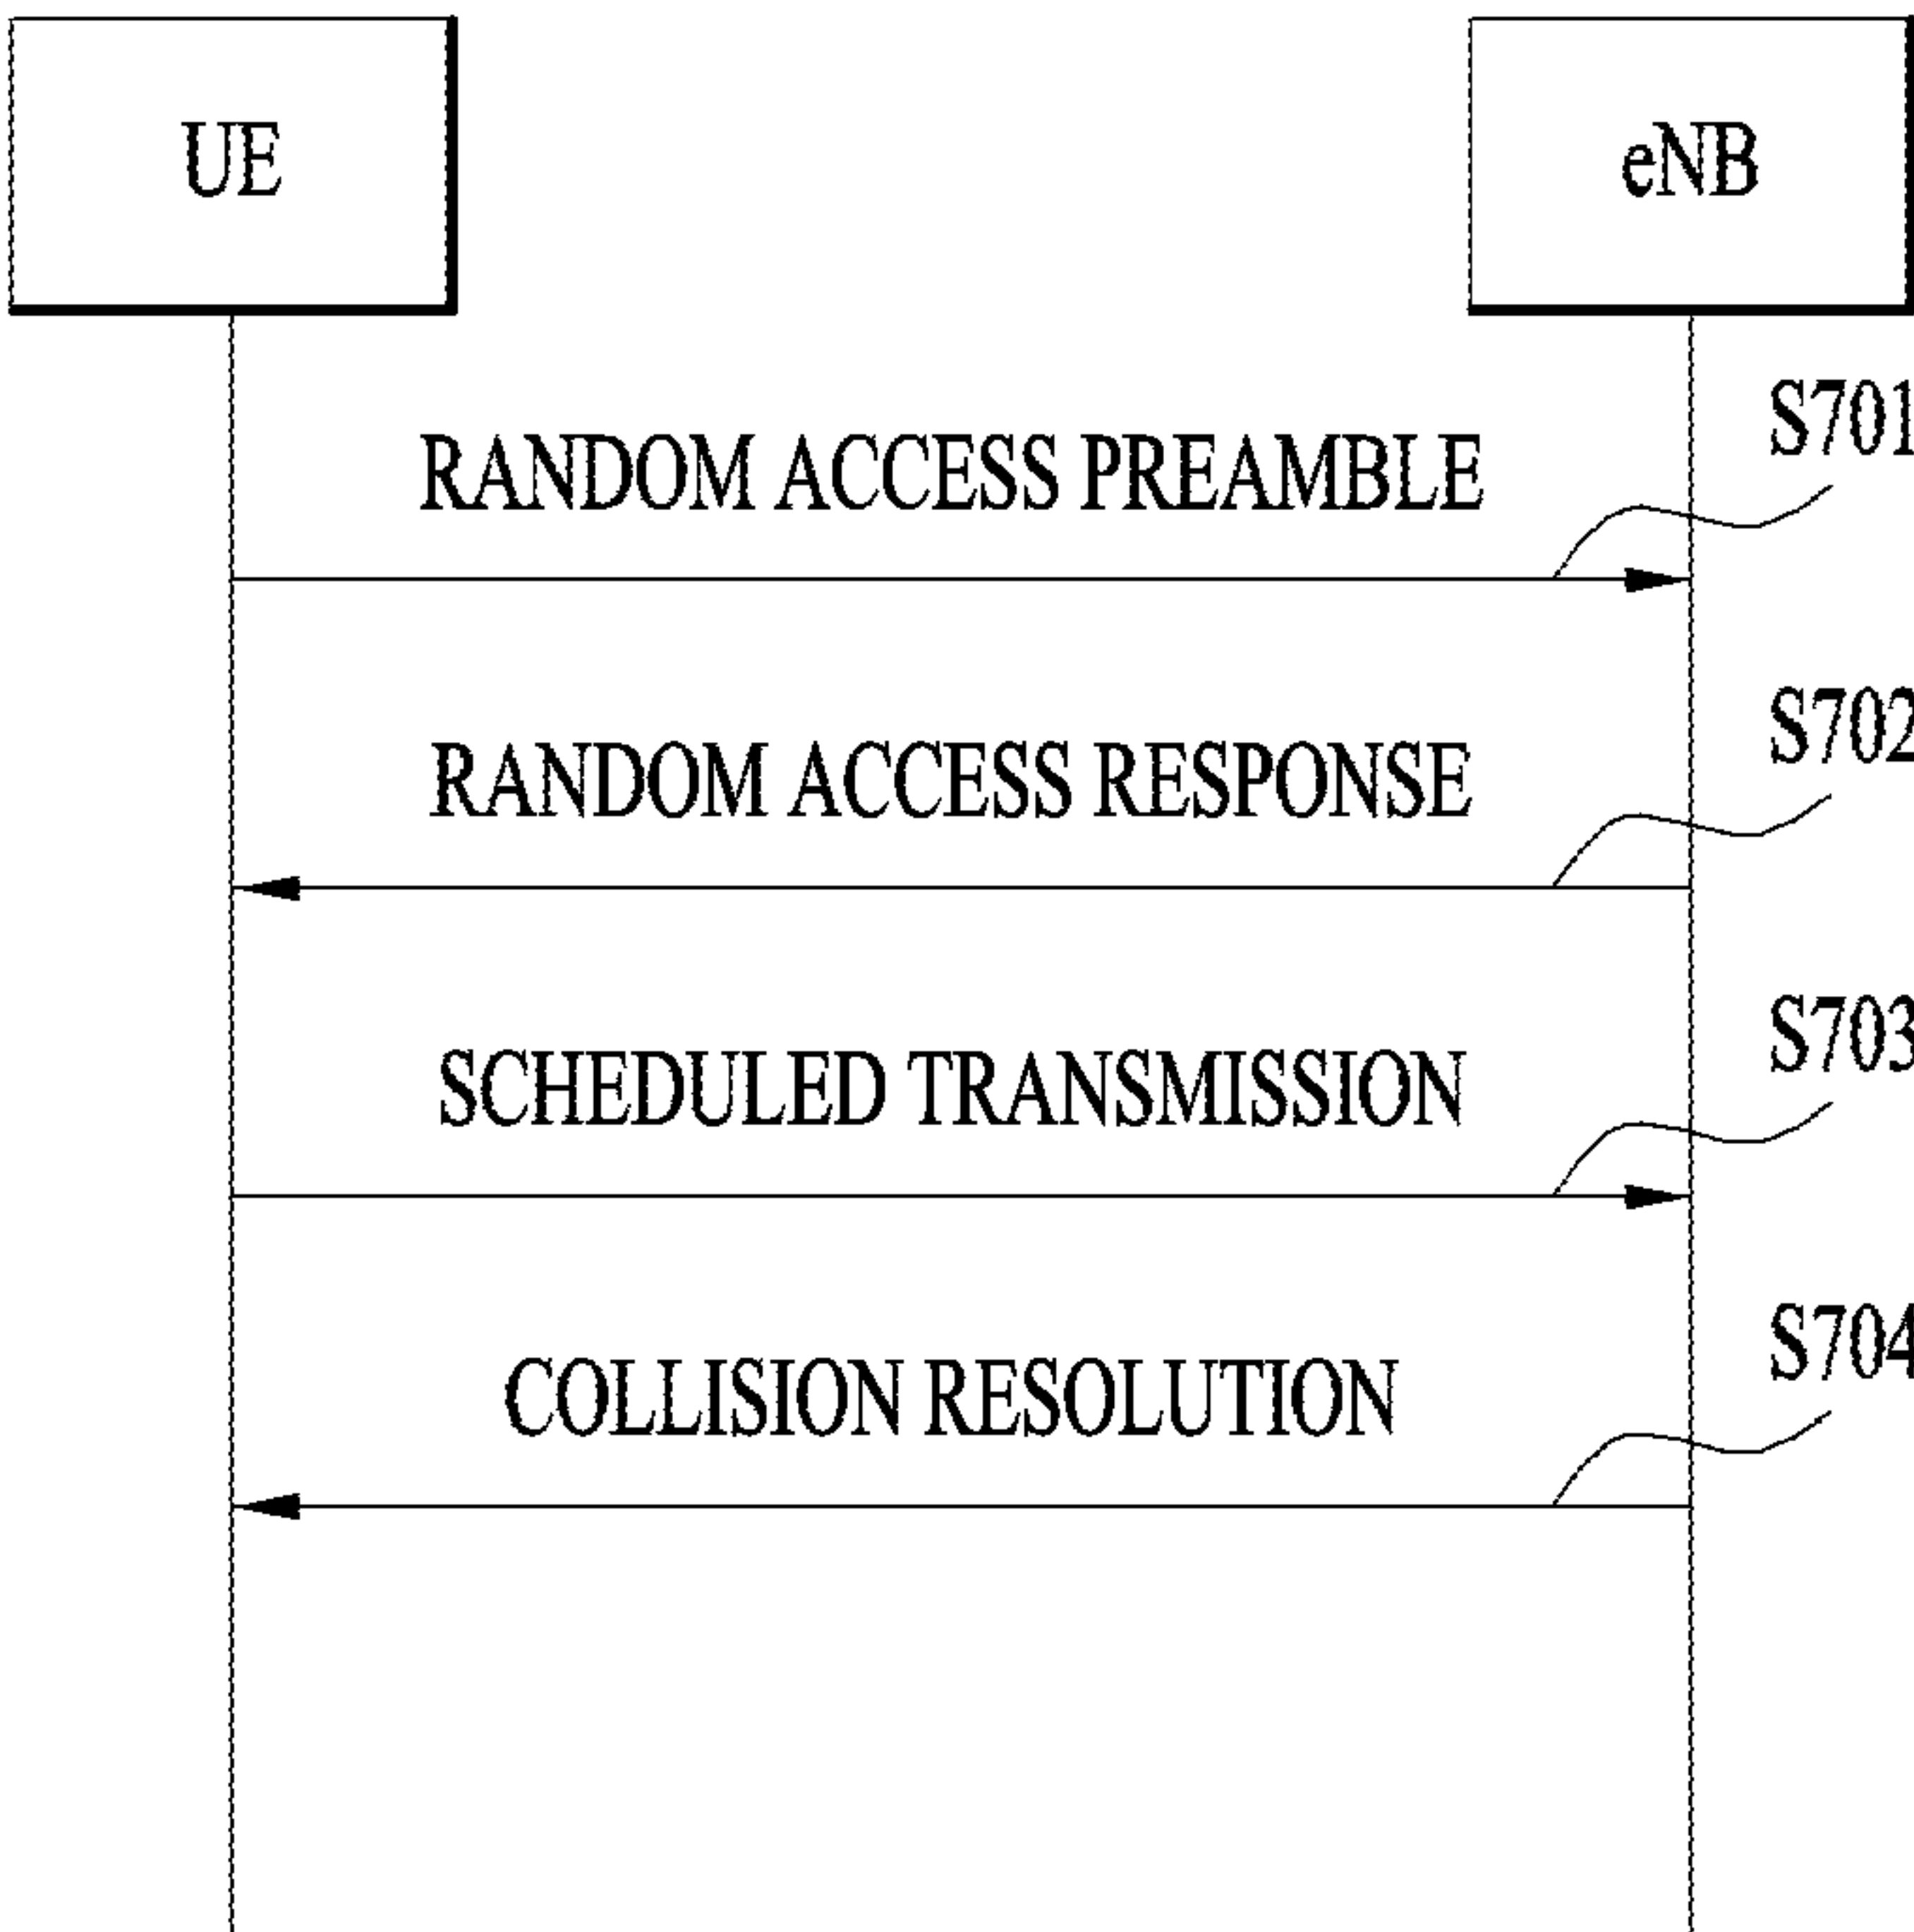 UE
eNB
S701
RANDOM ACCESS PREAMBLE
S702
RANDOM ACCESS RESPONSE
S703
SCHEDULED TRANSMISSION
S704
COLLISION RESOLUTION